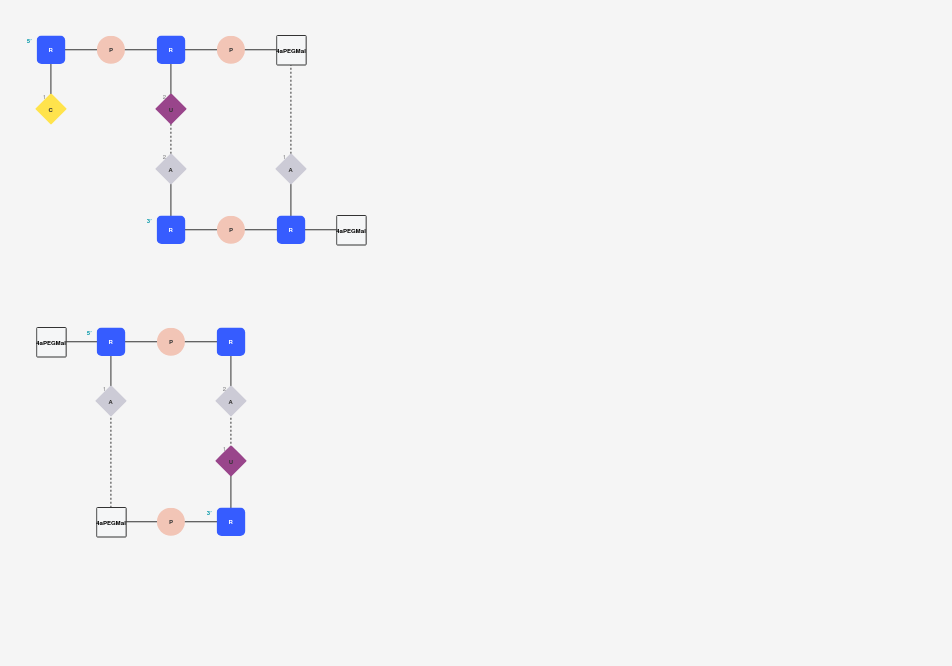 5'
R P R P 4aPEGMal
1 2
C U
2 1
A A
3'
R P R 4aPEGMal
4aPEGMal 5' R P R
1 2
A A
1
U
3'
4aPEGMal P R